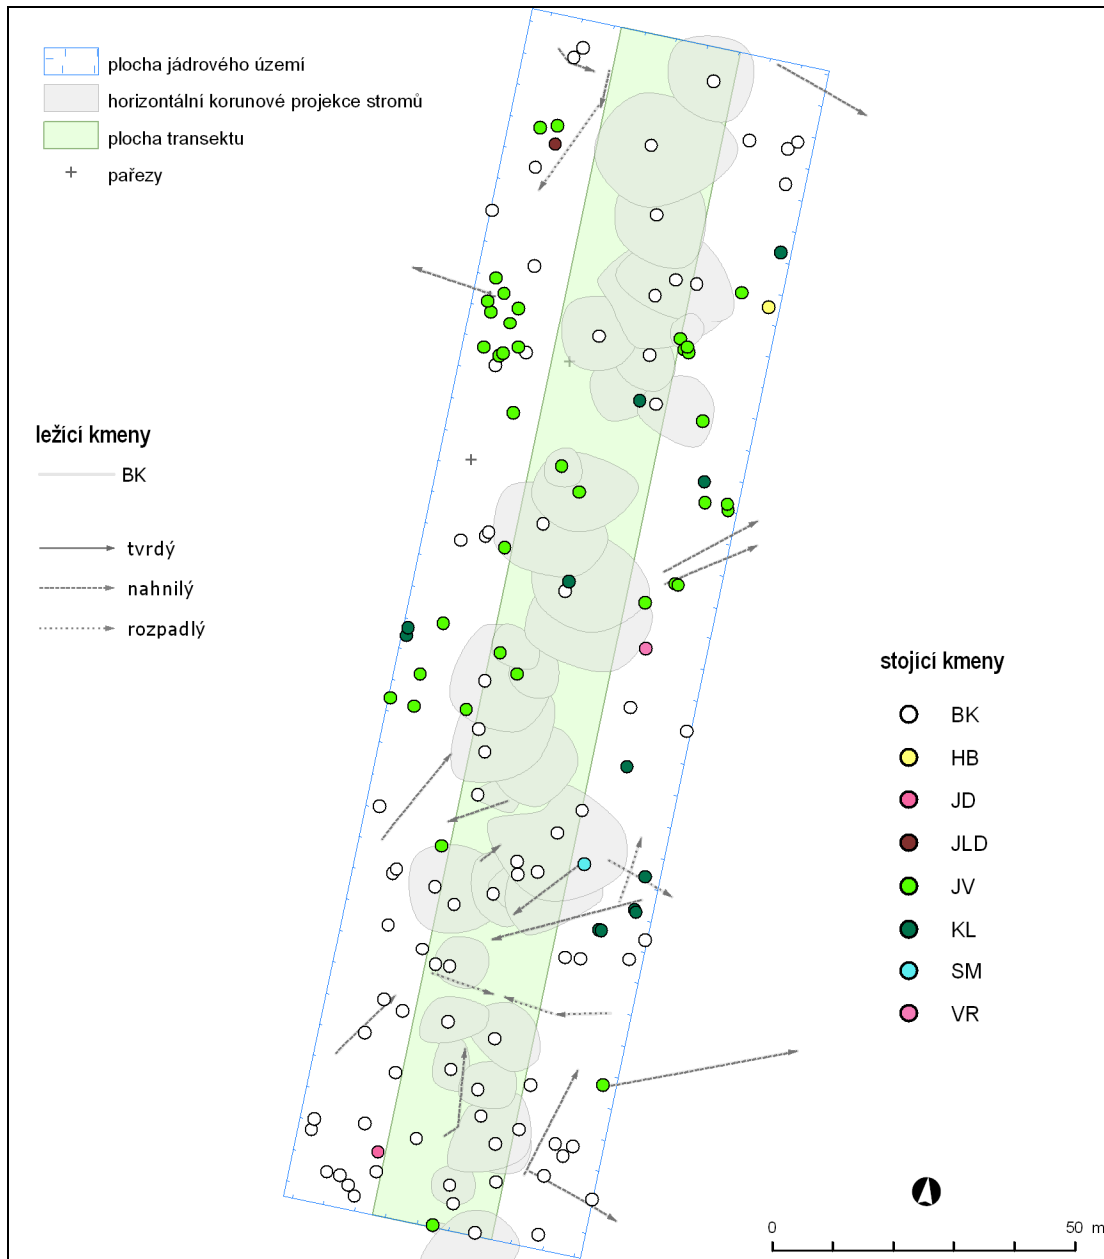 plocha jádrového území
horizontální korunové projekce stromů
plocha transektu
pařezy
ležící kmeny
BK
tvrdý
nahnilý
rozpadlý
stojící kmeny
BK
HB
JD
JLD
JV
KL
SM
VR
0 50 m